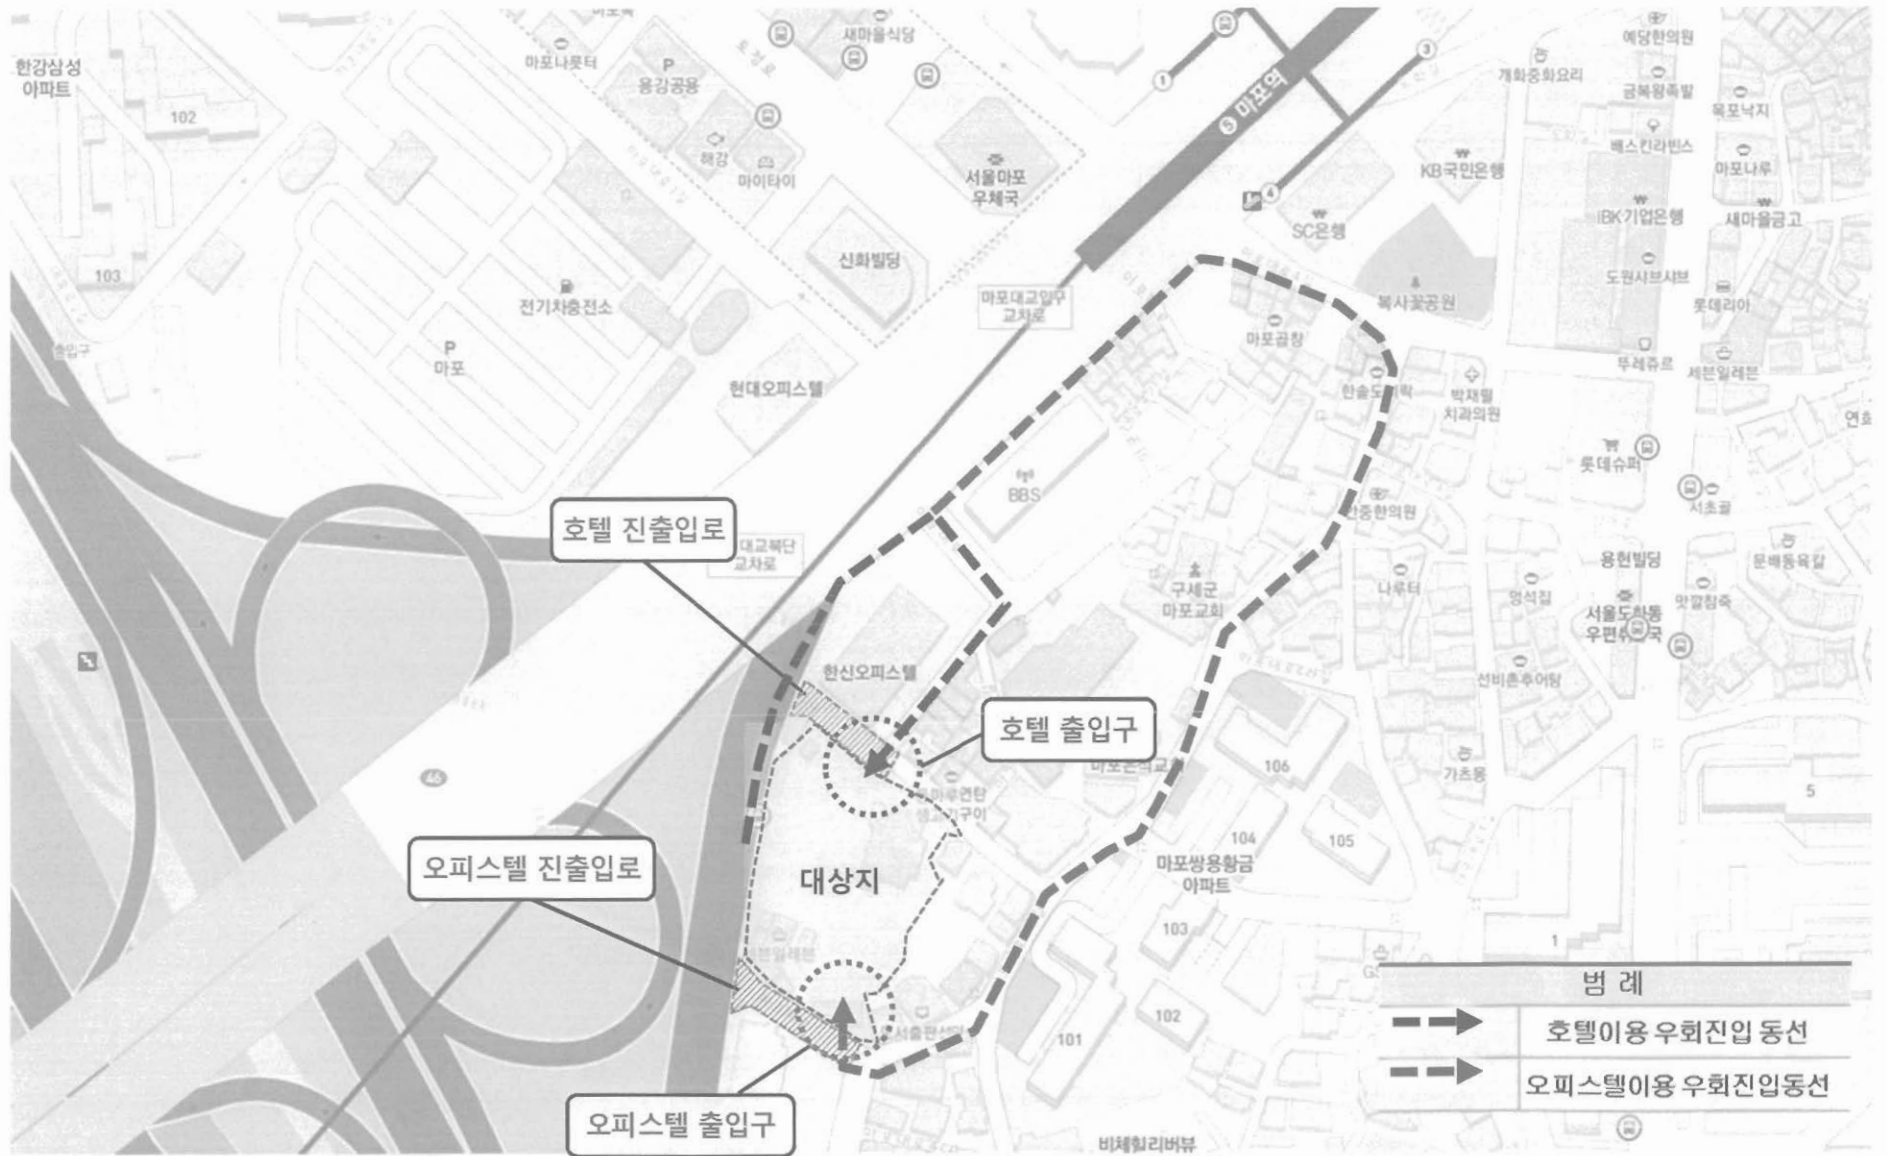 한강삼성
아파트
102
103
마포나룻터
P
용강공용
해강
마이타이
토정로
새마을식당
서울마포
우체국
신화빌딩
전기차충전소
P
마포
출입구
현대오피스텔
마포대교입구
교차로
5 마포역
1
3
4
SC은행
KB국민은행
개화중화요리
예당한의원
금복왕족발
목포낙지
배스킨라빈스
마포나루
IBK기업은행
새마을금고
도원샤브샤브
롯데리아
뚜레쥬르
세븐일레븐
복사꽃공원
마포곱창
박재필
치과의원
롯데슈퍼
서초골
BBS
호텔 진출입로
대교북단
교차로
구세군
마포교회
나루터
멍석집
용현빌딩
문배동육칼
맛깔참죽
서울도화동
선비촌추어탕
한신오피스텔
호텔 출입구
46
가츠몽
106
105
104
5
오피스텔 진출입로
대상지
마포쌍용황금
아파트
103
102
101
1
오피스텔 출입구
비체힐리버뷰
범 례
호텔이용 우회진입 동선
오피스텔이용 우회진입동선